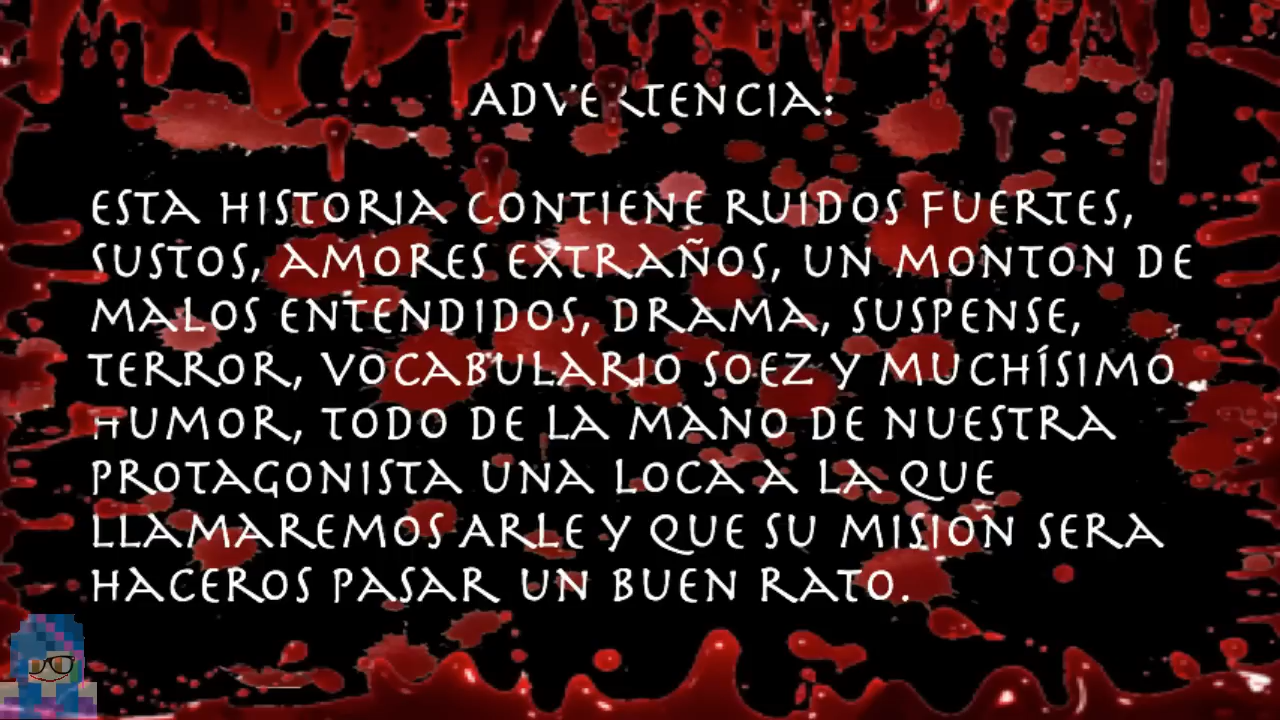 ADVERTENCIA:
ESTA HISTORIA CONTIENE RUIDOS FUERTES,
SUSTOS, AMORES EXTRAÑOS, UN MONTON DE
MALOS ENTENDIDOS, DRAMA, SUSPENSE,
TERROR, VOCABULARIO SOEZ Y MUCHÍSIMO
HUMOR, TODO DE LA MANO DE NUESTRA
PROTAGONISTA UNA LOCA A LA QUE
LLAMAREMOS ARLE Y QUE SU MISION SERA
HACEROS PASAR UN BUEN RATO.